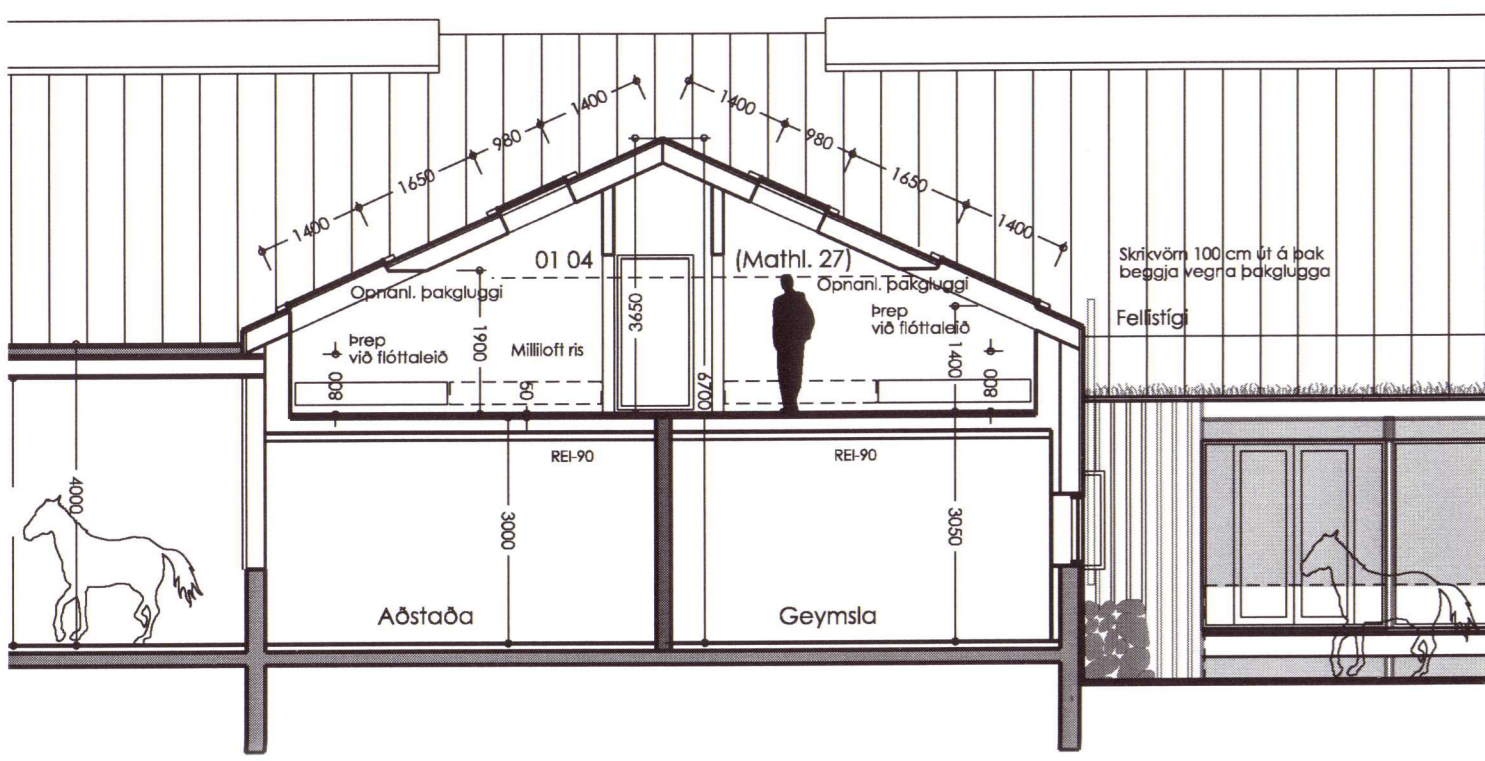 1400
980
1650
1400
1400
980
1650
1400
01 04
(Mathl. 27)
Skrikvörn 100 cm út á þak
beggja vegna þakglugga
Opnanl. þakgluggi
Opnanl. þakgluggi
Fellistígi
Þrep
við flóttaleið
Milliloft ris
Þrep
við flóttaleið
3650
1900
1400
800
50
6700
800
REI-90
REI-90
4000
3000
3050
Aðstaða
Geymsla